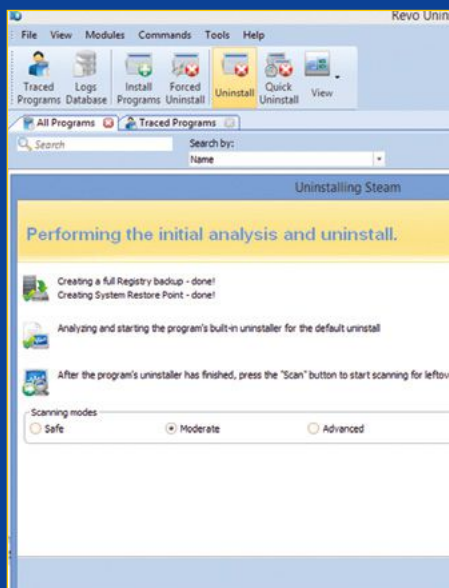 Revo Unin
File View Modules Commands Tools Help
Traced Programs Logs Database Install Programs Forced Uninstall Uninstall Quick Uninstall View
All Programs Traced Programs
Search Search by:
Name
Uninstalling Steam
Performing the initial analysis and uninstall.
Creating a full Registry backup - done!
Creating System Restore Point - done!
Analyzing and starting the program's built-in uninstaller for the default uninstall
After the program's uninstaller has finished, press the "Scan" button to start scanning for leftov
Scanning modes
Safe Moderate Advanced